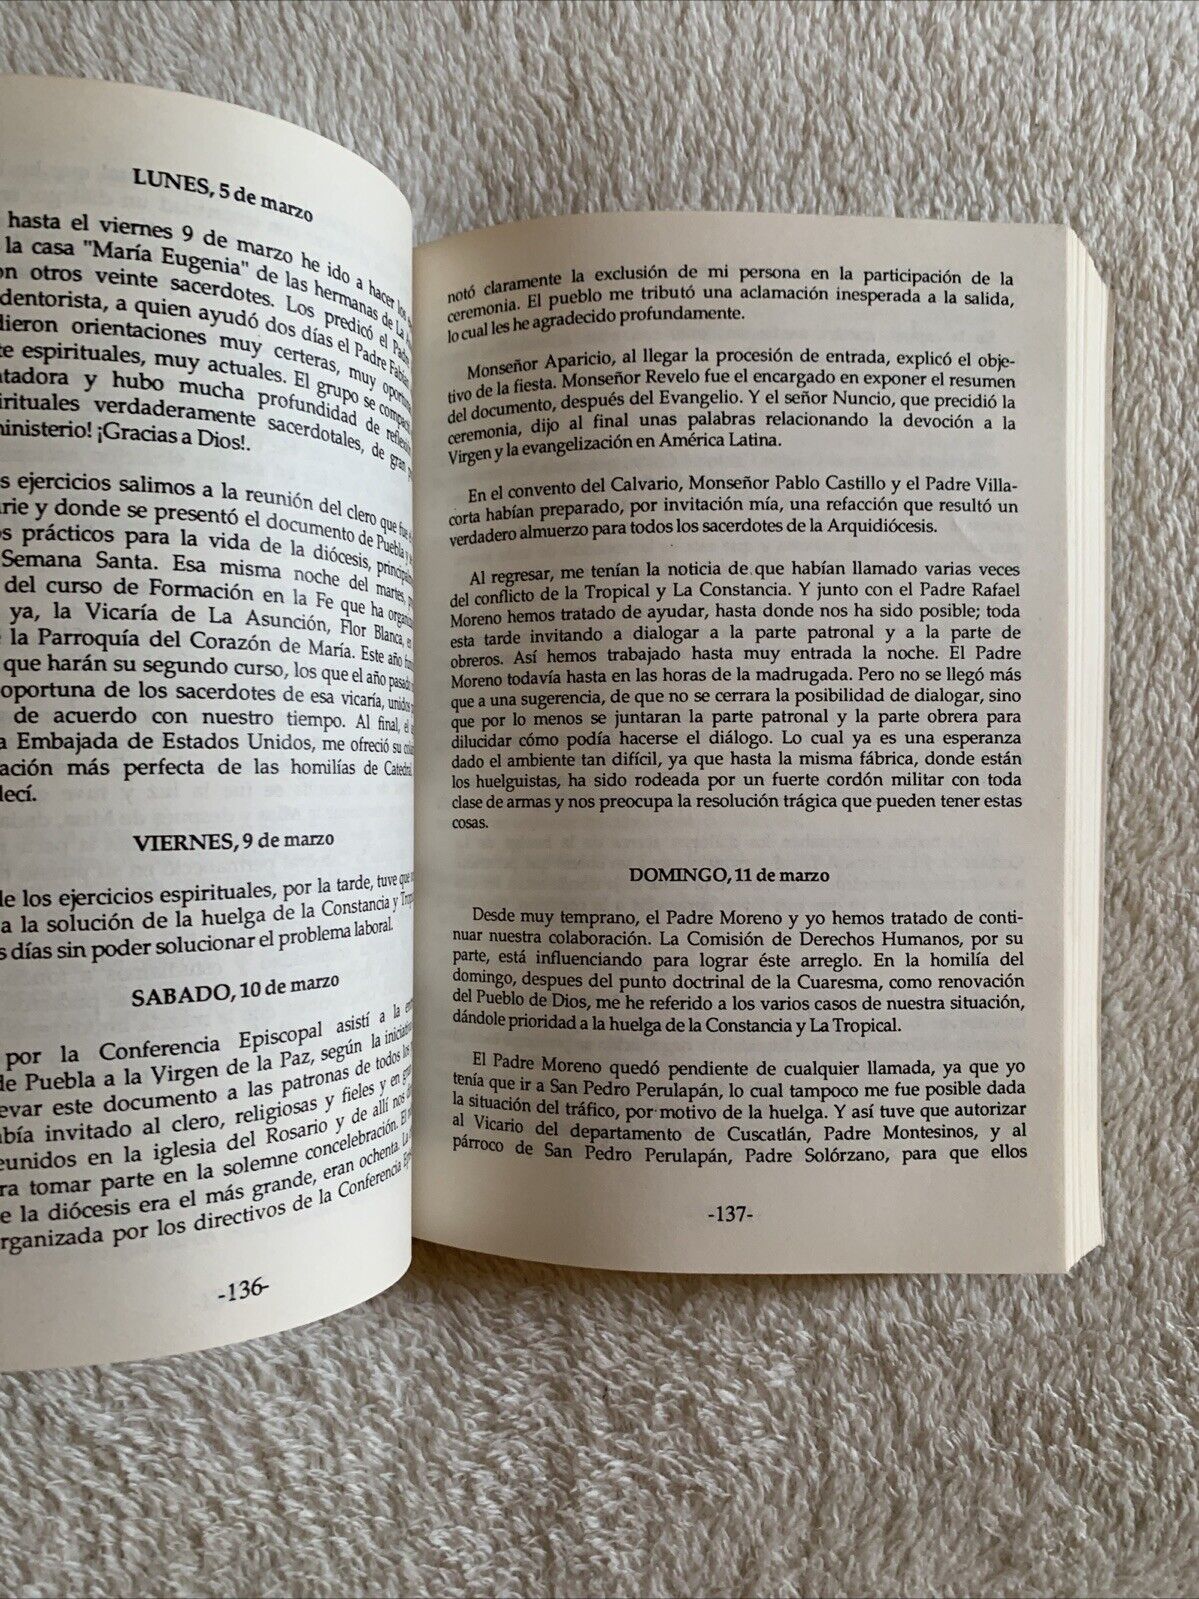 LUNES, 5 de marzo
hasta el viernes 9 de marzo he ido a hacer los
la casa "María Eugenia" de las hermanas de La
otros veinte sacerdotes. Los predicó el Padre
a quien ayudó dos días el Padre Fabián
orientaciones muy certeras, muy
espirituales, muy actuales. El grupo se
y hubo mucha profundidad de
verdaderamente sacerdotales, de gran
¡Gracias a Dios!.
ejercicios salimos a la reunión del clero que fue
y donde se presentó el documento de Puebla y
prácticos para la vida de la diócesis,
Semana Santa. Esa misma noche del martes,
del curso de Formación en la Fe que ha
ya, la Vicaría de La Asunción, Flor Blanca, en
la Parroquía del Corazón de María. Este año
que harán su segundo curso, los que el año pasado
oportuna de los sacerdotes de esa vicaría, unidos
de acuerdo con nuestro tiempo. Al final, el
Embajada de Estados Unidos, me ofreció su
más perfecta de las homilías de Catedral,
VIERNES, 9 de marzo
de los ejercicios espirituales, por la tarde, tuve que
a la solución de la huelga de la Constancia y
días sin poder solucionar el problema laboral.
SABADO, 10 de marzo
por la Conferencia Episcopal asistí a la
de Puebla a la Virgen de la Paz, según la
este documento a las patronas de todos los
invitado al clero, religiosas y fieles y en
en la iglesia del Rosario y de allí nos
tomar parte en la solemne concelebración. El
la diócesis era el más grande, eran ochenta. La
por los directivos de la Conferencia
-136-
notó claramente la exclusión de mi persona en la participación de la
ceremonia. El pueblo me tributó una aclamación inesperada a la salida,
lo cual les he agradecido profundamente.
Monseñor Aparicio, al llegar la procesión de entrada, explicó el obje-
tivo de la fiesta. Monseñor Revelo fue el encargado en exponer el resumen
del documento, después del Evangelio. Y el señor Nuncio, que precidió la
ceremonia, dijo al final unas palabras relacionando la devoción a la
Virgen y la evangelización en América Latina.
En el convento del Calvario, Monseñor Pablo Castillo y el Padre Villa-
corta habían preparado, por invitación mía, una refacción que resultó un
verdadero almuerzo para todos los sacerdotes de la Arquidiócesis.
Al regresar, me tenían la noticia de que habían llamado varias veces
del conflicto de la Tropical y La Constancia. Y junto con el Padre Rafael
Moreno hemos tratado de ayudar, hasta donde nos ha sido posible; toda
esta tarde invitando a dialogar a la parte patronal y a la parte de
obreros. Así hemos trabajado hasta muy entrada la noche. El Padre
Moreno todavía hasta en las horas de la madrugada. Pero no se llegó más
que a una sugerencia, de que no se cerrara la posibilidad de dialogar, sino
que por lo menos se juntaran la parte patronal y la parte obrera para
dilucidar cómo podía hacerse el diálogo. Lo cual ya es una esperanza
dado el ambiente tan difícil, ya que hasta la misma fábrica, donde están
los huelguistas, ha sido rodeada por un fuerte cordón militar con toda
clase de armas y nos preocupa la resolución trágica que pueden tener estas
cosas.
DOMINGO, 11 de marzo
Desde muy temprano, el Padre Moreno y yo hemos tratado de conti-
nuar nuestra colaboración. La Comisión de Derechos Humanos, por su
parte, está influenciando para lograr éste arreglo. En la homilía del
domingo, despues del punto doctrinal de la Cuaresma, como renovación
del Pueblo de Dios, me he referido a los varios casos de nuestra situación,
dándole prioridad a la huelga de la Constancia y La Tropical.
El Padre Moreno quedó pendiente de cualquier llamada, ya que yo
tenía que ir a San Pedro Perulapán, lo cual tampoco me fue posible dada
la situación del tráfico, por motivo de la huelga. Y así tuve que autorizar
al Vicario del departamento de Cuscatlán, Padre Montesinos, y al
párroco de San Pedro Perulapán, Padre Solórzano, para que ellos
-137-